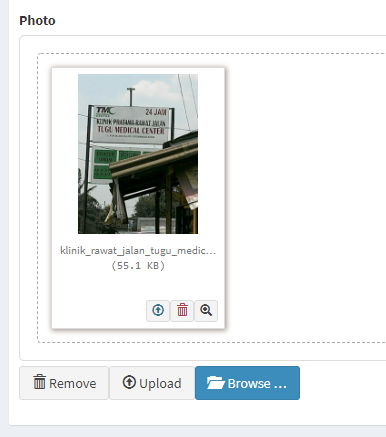 Photo
TMC
24 JAM
KLINIK PRATAMA RAWAT JALAN
TUGU MEDICAL CENTER
klinik_rawat_jalan_tugu_medic...
(55.1 KB)
Remove
Upload
Browse ...